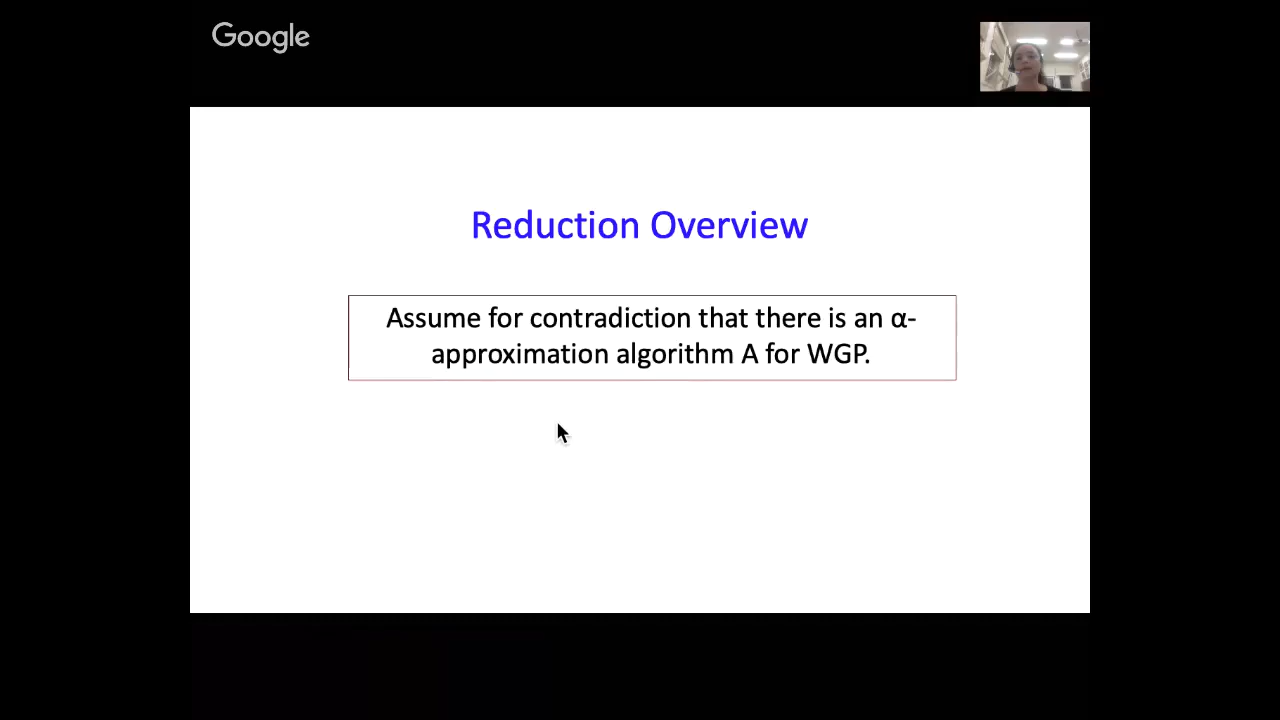 Google
Reduction Overview
Assume for contradiction that there is an α-
approximation algorithm A for WGP.